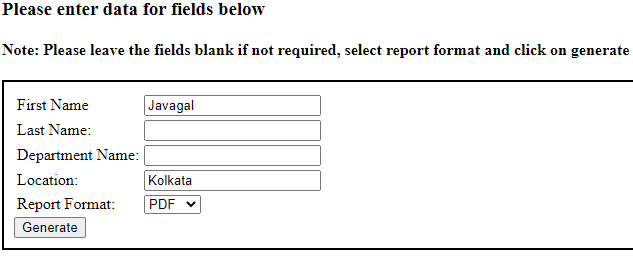 Please enter data for fields below
Note: Please leave the fields blank if not required, select report format and click on generate
First Name Javagal
Last Name:
Department Name:
Location: Kolkata
Report Format: PDF
Generate